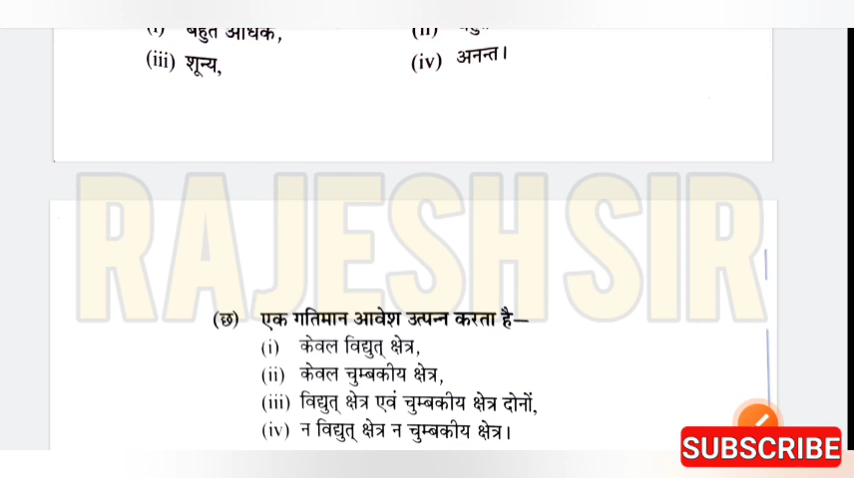 (i) बहुत अधिक, (ii)
(iii) शून्य, (iv) अनन्त।
RAJESH SIR
(छ) एक गतिमान आवेश उत्पन्न करता है—
(i) केवल विद्युत् क्षेत्र,
(ii) केवल चुम्बकीय क्षेत्र,
(iii) विद्युत् क्षेत्र एवं चुम्बकीय क्षेत्र दोनों,
(iv) न विद्युत् क्षेत्र न चुम्बकीय क्षेत्र।
SUBSCRIBE